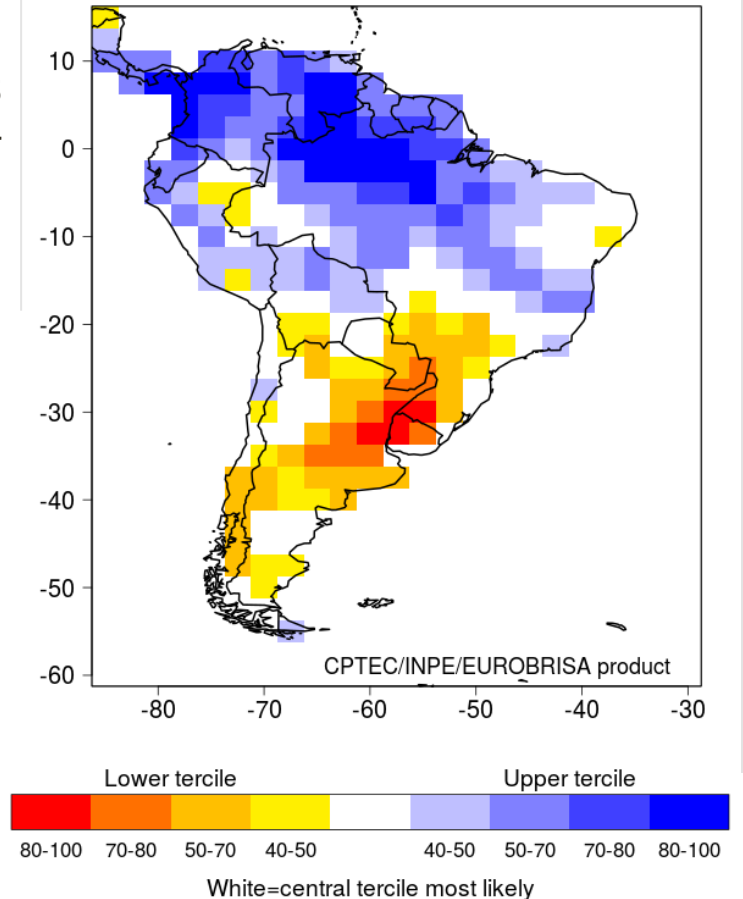 10
0
-10
-20
-30
-40
-50
-60
CPTEC/INPE/EUROBRISA product
-80 -70 -60 -50 -40 -30
Lower tercile Upper tercile
80-100 70-80 50-70 40-50 40-50 50-70 70-80 80-100
White=central tercile most likely